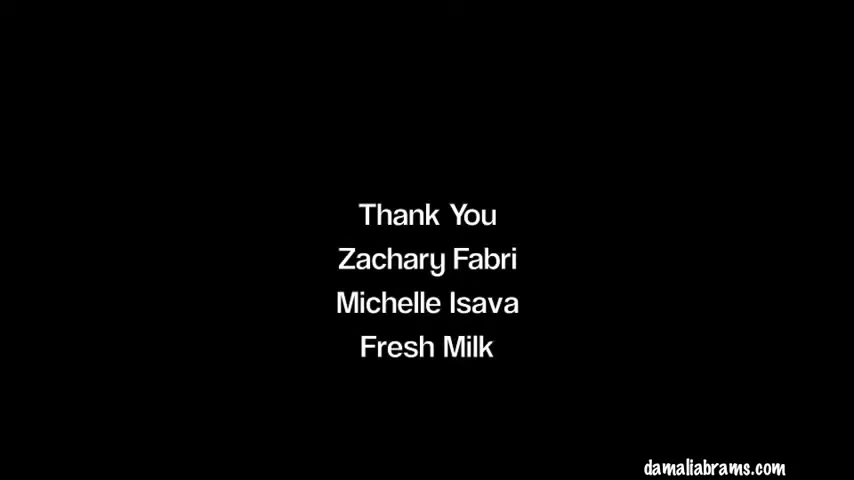 Thank You
Zachary Fabri
Michelle Isava
Fresh Milk
damaliabrams.com